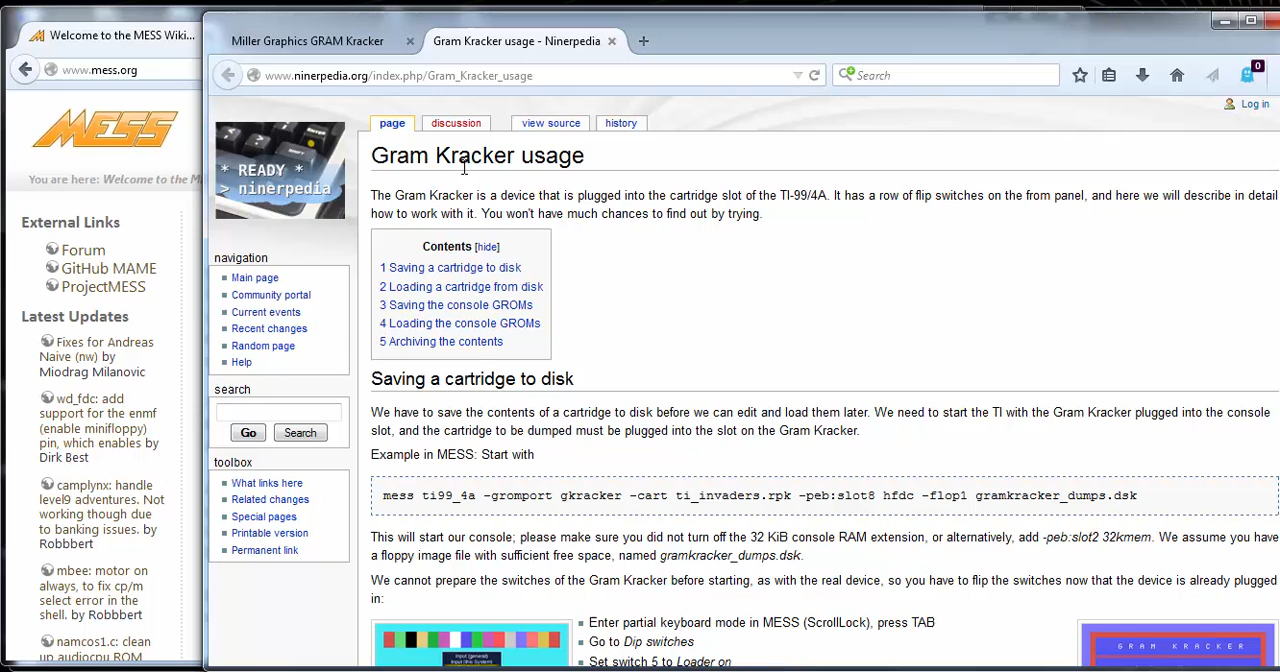 Welcome to the MESS Wiki...
www.mess.org
MESS
You are here: Welcome to the M
External Links
Forum
GitHub MAME
ProjectMESS
Latest Updates
Fixes for Andreas
Naive (nw) by
Miodrag Milanovic
wd_fdc: add
support for the enmf
(enable minifloppy)
pin, which enables by
Dirk Best
camplynx: handle
level9 adventures. Not
working though due
to banking issues. by
Robbbert
mbee: motor on
always, to fix cp/m
select error in the
slide. by Robbbert
namcos1.c: clean
up audiocpu ROM
Miller Graphics GRAM Kracker
Gram Kracker usage - Ninerpedia
www.ninerpedia.org/index.php/Gram_Kracker_usage
Search
0
Log in
* READY *
> ninerpedia
navigation
Main page
Community portal
Current events
Recent changes
Random page
Help
search
Go Search
toolbox
What links here
Related changes
Special pages
Printable version
Permanent link
page discussion view source history
Gram Kracker usage
The Gram Kracker is a device that is plugged into the cartridge slot of the TI-99/4A. It has a row of flip switches on the from panel, and here we will describe in detail
how to work with it. You won't have much chances to find out by trying.
Contents [hide]
1 Saving a cartridge to disk
2 Loading a cartridge from disk
3 Saving the console GROMs
4 Loading the console GROMs
5 Archiving the contents
Saving a cartridge to disk
We have to save the contents of a cartridge to disk before we can edit and load them later. We need to start the TI with the Gram Kracker plugged into the console
slot, and the cartridge to be dumped must be plugged into the slot on the Gram Kracker.
Example in MESS: Start with
mess ti99_4a -gromport gkracker -cart ti_invaders.rpk -peb:slot8 hfdc -flop1 gramkracker_dumps.dsk
This will start our console; please make sure you did not turn off the 32 KiB console RAM extension, or alternatively, add -peb:slot2 32kmem. We assume you have
a floppy image file with sufficient free space, named gramkracker_dumps.dsk.
We cannot prepare the switches of the Gram Kracker before starting, as with the real device, so you have to flip the switches now that the device is already plugged
in:
Input (general)
Input (this System)
Enter partial keyboard mode in MESS (ScrollLock), press TAB
Go to Dip switches
Set switch 5 to Loader on
GRAM KRACKER